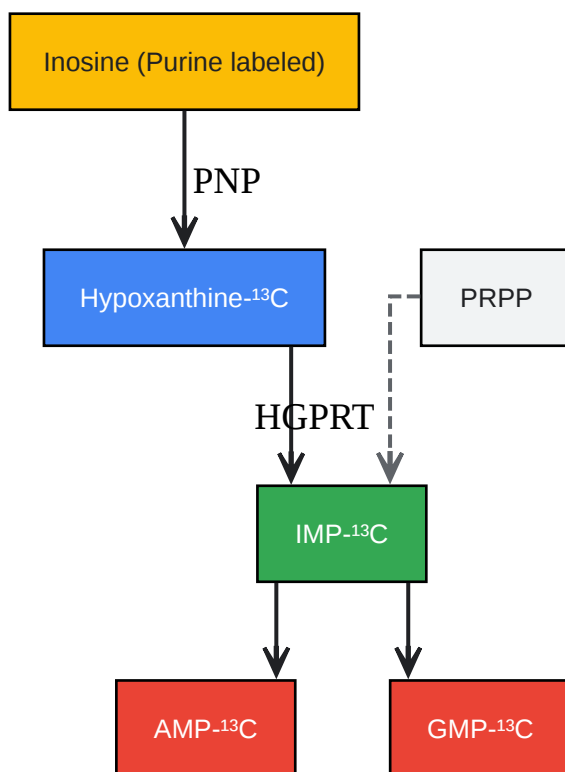 Inosine (Purine labeled)
PNP
Hypoxanthine-¹³C
PRPP
HGPRT
IMP-¹³C
AMP-¹³C
GMP-¹³C